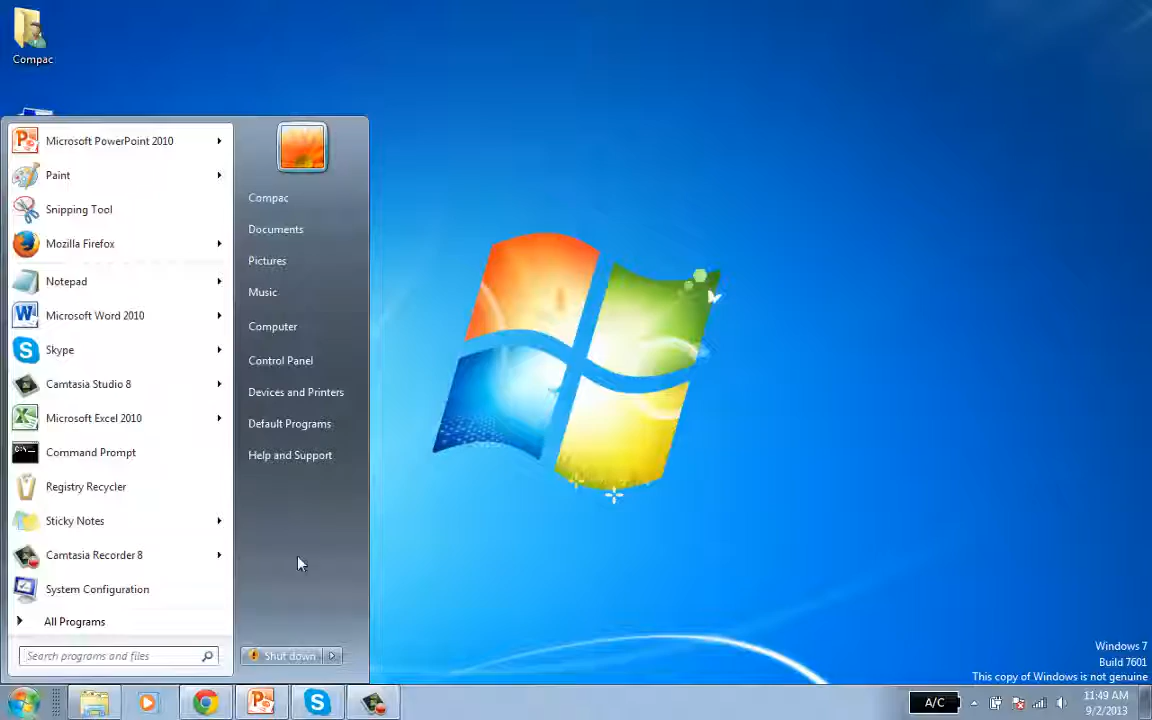 Compac
Microsoft PowerPoint 2010
Paint
Snipping Tool
Mozilla Firefox
Notepad
Microsoft Word 2010
Skype
Camtasia Studio 8
Microsoft Excel 2010
Command Prompt
Registry Recycler
Sticky Notes
Camtasia Recorder 8
System Configuration
All Programs
Search programs and files
Compac
Documents
Pictures
Music
Computer
Control Panel
Devices and Printers
Default Programs
Help and Support
Shut down
Windows 7
Build 7601
This copy of Windows is not genuine
A/C
11:49 AM
9/2/2013